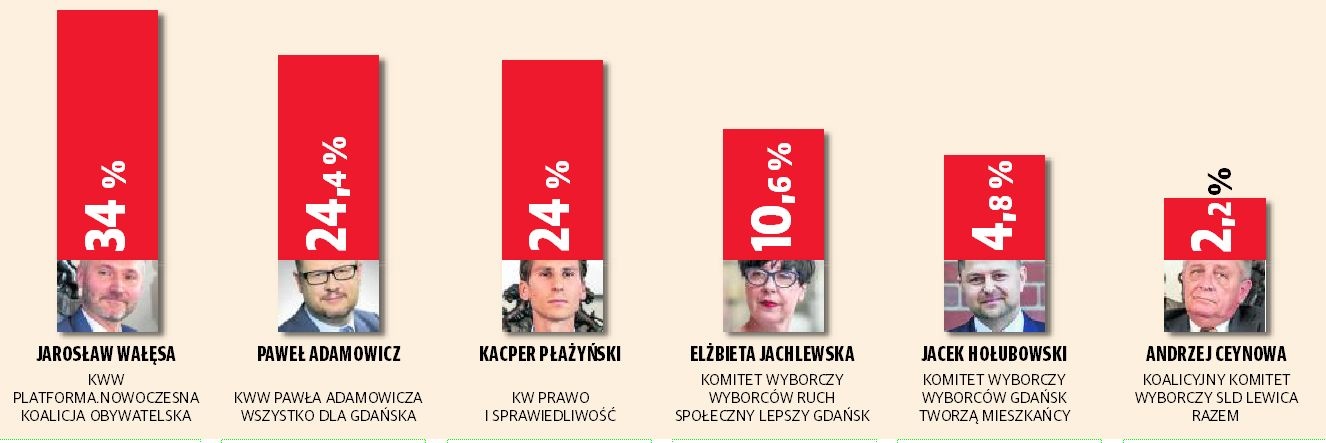 34 %
24,4 %
24 %
10,6 %
4,8 %
2,2 %
JAROSŁAW WAŁĘSA
KWW
PLATFORMA.NOWOCZESNA
KOALICJA OBYWATELSKA
PAWEŁ ADAMOWICZ
KWW PAWŁA ADAMOWICZA
WSZYSTKO DLA GDAŃSKA
KACPER PŁAŻYŃSKI
KW PRAWO
I SPRAWIEDLIWOŚĆ
ELŻBIETA JACHLEWSKA
KOMITET WYBORCZY
WYBORCÓW RUCH
SPOŁECZNY LEPSZY GDAŃSK
JACEK HOŁUBOWSKI
KOMITET WYBORCZY
WYBORCÓW GDAŃSK
TWORZĄ MIESZKAŃCY
ANDRZEJ CEYNOWA
KOALICYJNY KOMITET
WYBORCZY SLD LEWICA
RAZEM